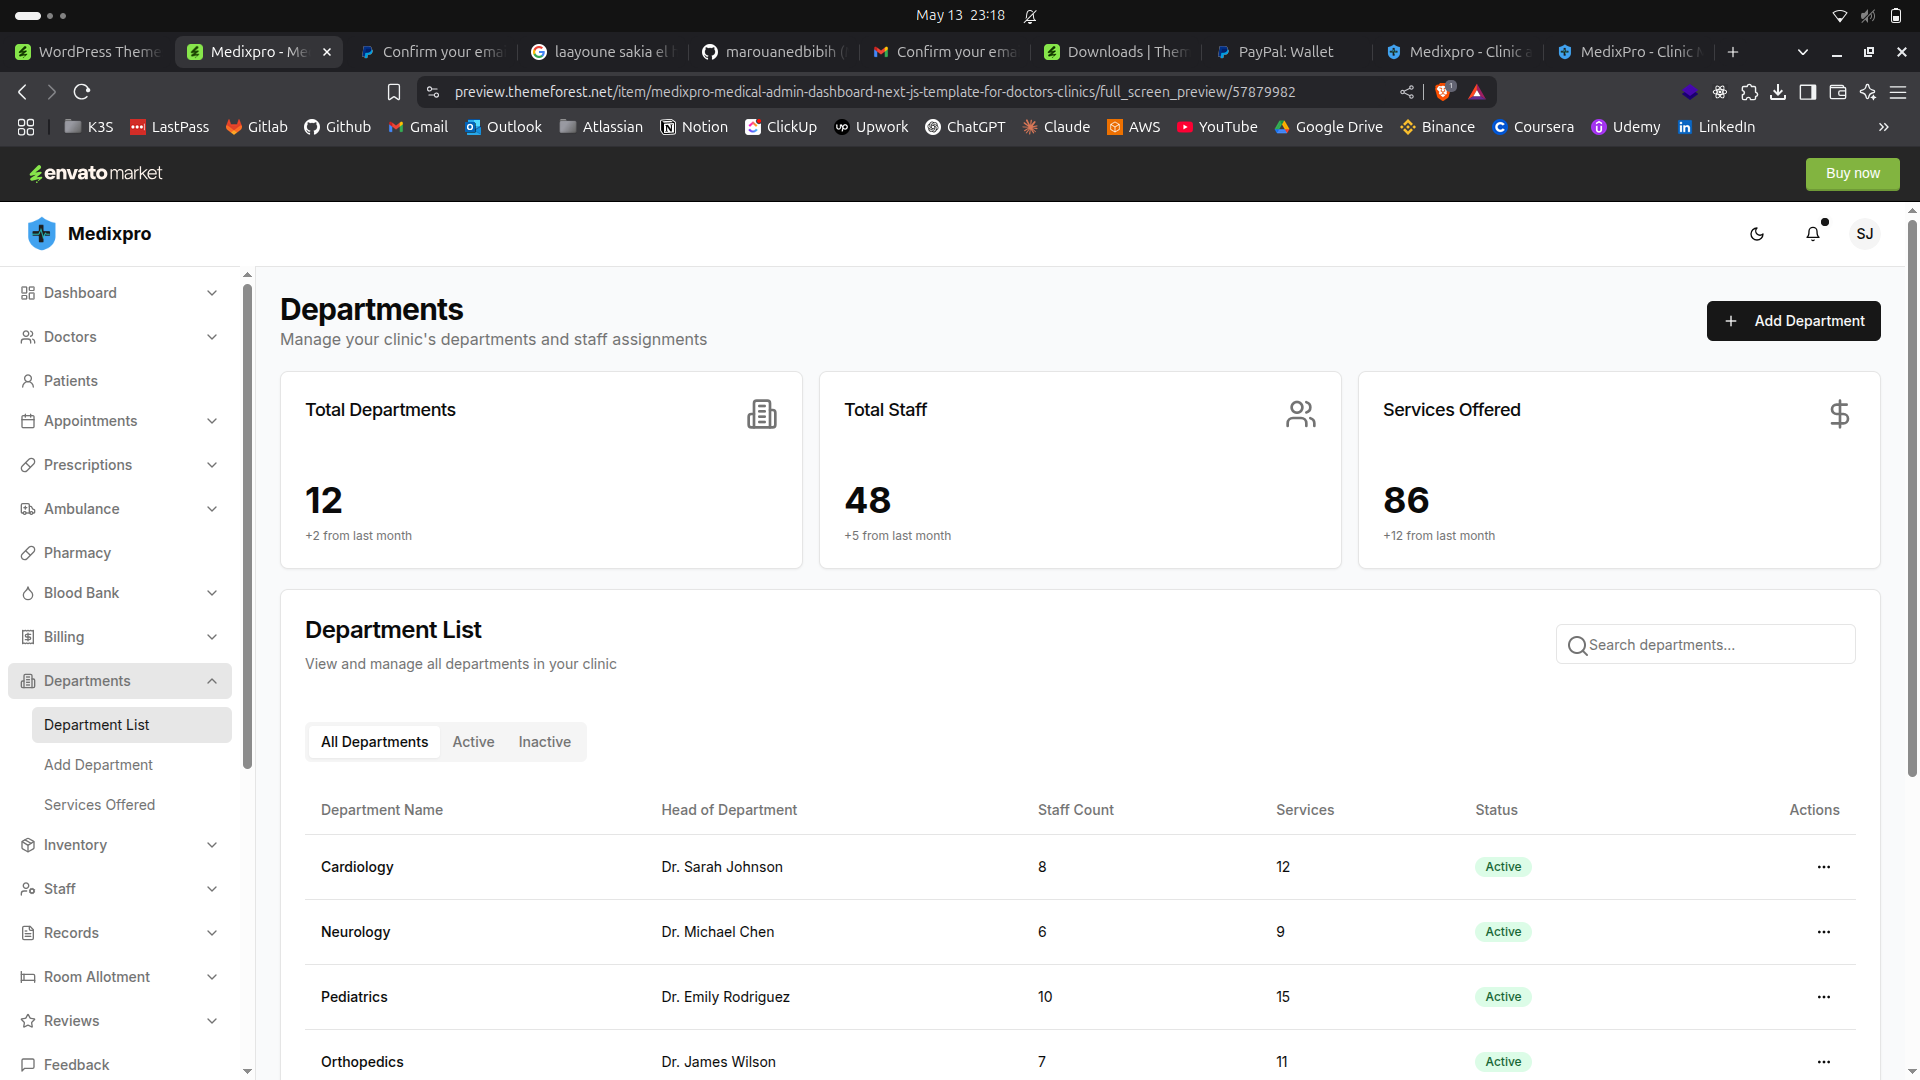 May 13 23:18
WordPress Theme
Medixpro - Me
Confirm your ema
laayoune sakia el h
marouanedbibih (
Confirm your ema
Downloads | Them
PayPal: Wallet
Medixpro - Clinic a
MedixPro - Clinic M
preview.themeforest.net/item/medixpro-medical-admin-dashboard-next-js-template-for-doctors-clinics/full_screen_preview/57879982
1
K3S
LastPass
Gitlab
Github
Gmail
Outlook
Atlassian
Notion
ClickUp
Upwork
ChatGPT
Claude
AWS
YouTube
Google Drive
Binance
Coursera
Udemy
LinkedIn
envato market
Buy now
Medixpro
SJ
Dashboard
Doctors
Patients
Appointments
Prescriptions
Ambulance
Pharmacy
Blood Bank
Billing
Departments
Department List
Add Department
Services Offered
Inventory
Staff
Records
Room Allotment
Reviews
Feedback
Departments
Manage your clinic's departments and staff assignments
Add Department
Total Departments
12
+2 from last month
Total Staff
48
+5 from last month
Services Offered
86
+12 from last month
Department List
View and manage all departments in your clinic
Search departments...
All Departments Active Inactive
Department Name Head of Department Staff Count Services Status Actions
Cardiology Dr. Sarah Johnson 8 12 Active
Neurology Dr. Michael Chen 6 9 Active
Pediatrics Dr. Emily Rodriguez 10 15 Active
Orthopedics Dr. James Wilson 7 11 Active